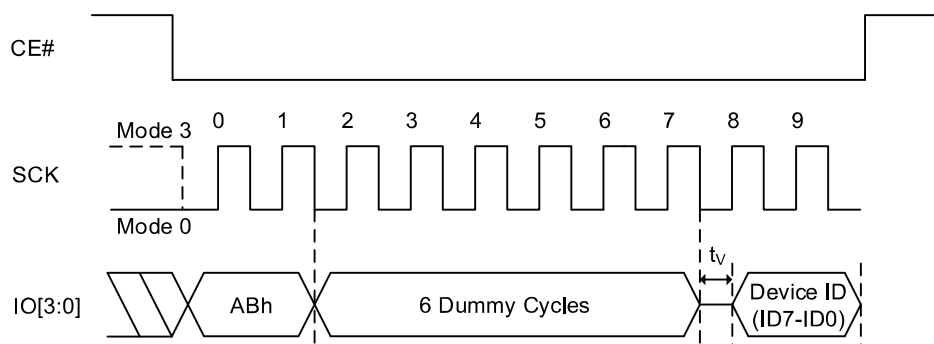 CE#
SCK
Mode 3
0 1 2 3 4 5 6 7 8 9
Mode 0
tV
IO[3:0]
ABh
6 Dummy Cycles
Device ID
(ID7-ID0)